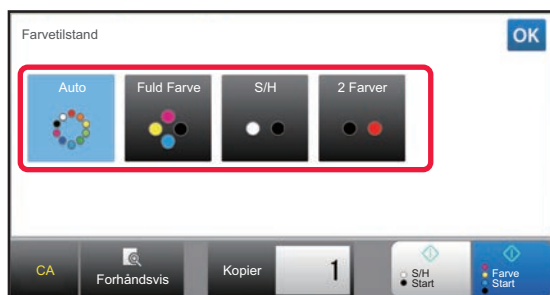 Farvetilstand
OK
Auto
Fuld Farve
S/H
2 Farver
CA
Forhåndsvis
Kopier
1
S/H
Start
Farve
Start